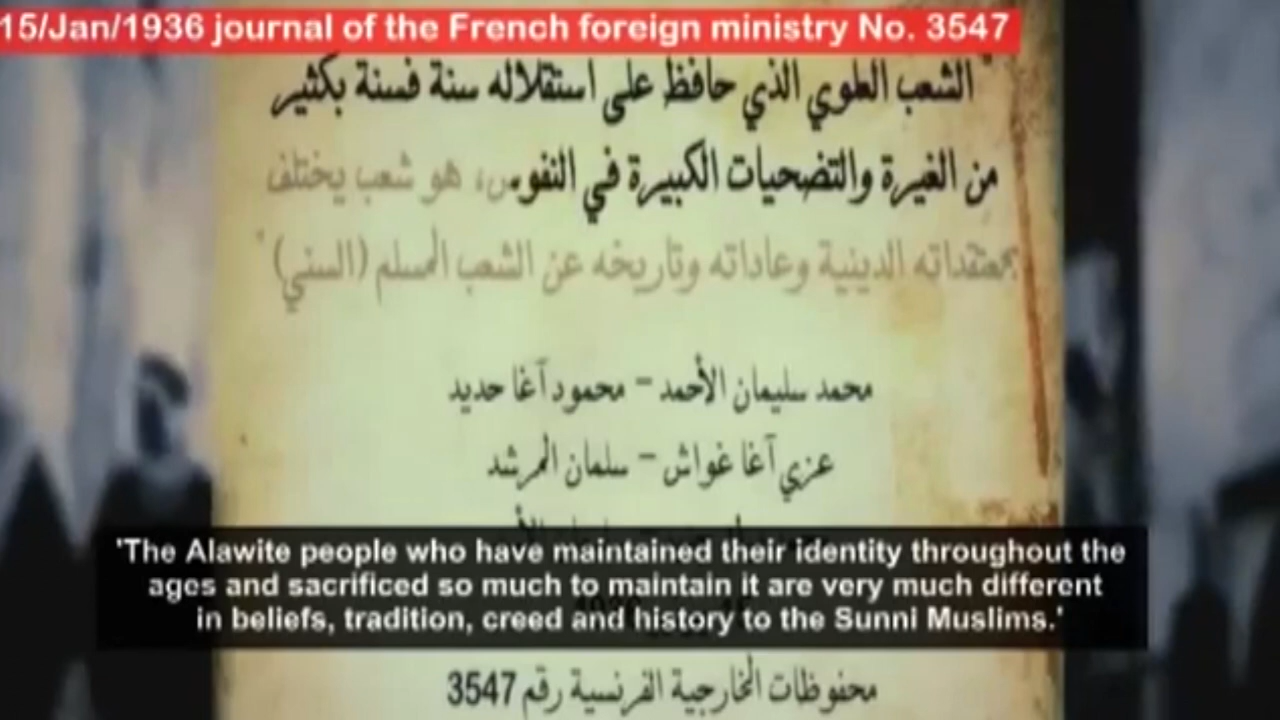 15/Jan/1936 journal of the French foreign ministry No. 3547
"الشعب العلوي الذي حافظ على استقلاله سنة فسنة بكثير
من الغيرة والتضحيات الكبيرة في النفوس، هو شعب يختلف
بمعتقداته الدينية وعاداته وتاريخه عن الشعب المسلم (السني)"
محمد سليمان الأحمد - محمود آغا حديد
عزيز آغا هواش - سلمان المرشد
'The Alawite people who have maintained their identity throughout the
ages and sacrificed so much to maintain it are very much different
in beliefs, tradition, creed and history to the Sunni Muslims.'
محفوظات الخارجية الفرنسية رقم 3547